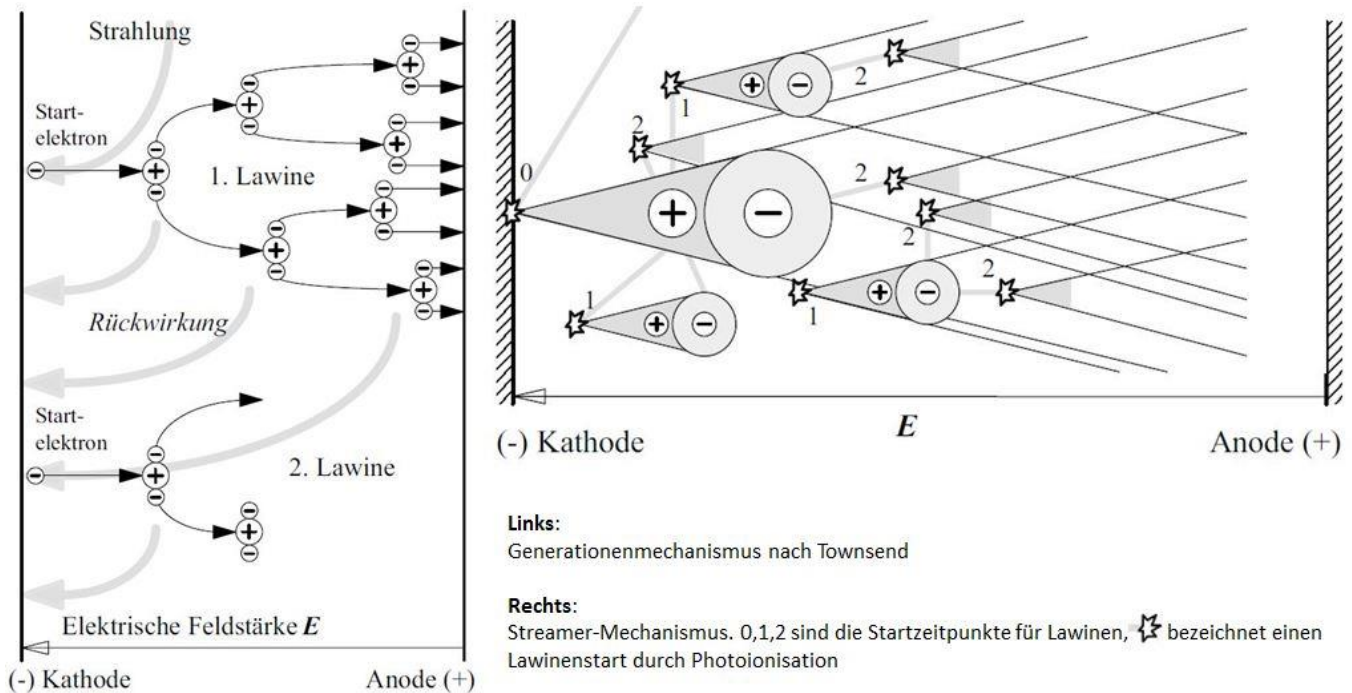 Strahlung
Start-
elektron
1. Lawine
Rückwirkung
Start-
elektron
2. Lawine
Elektrische Feldstärke E
(-) Kathode
Anode (+)
0
1
2
2
2
2
1
1
2
E
(-) Kathode
Anode (+)
Links:
Generationenmechanismus nach Townsend
Rechts:
Streamer-Mechanismus. 0,1,2 sind die Startzeitpunkte für Lawinen, bezeichnet einen
Lawinenstart durch Photoionisation